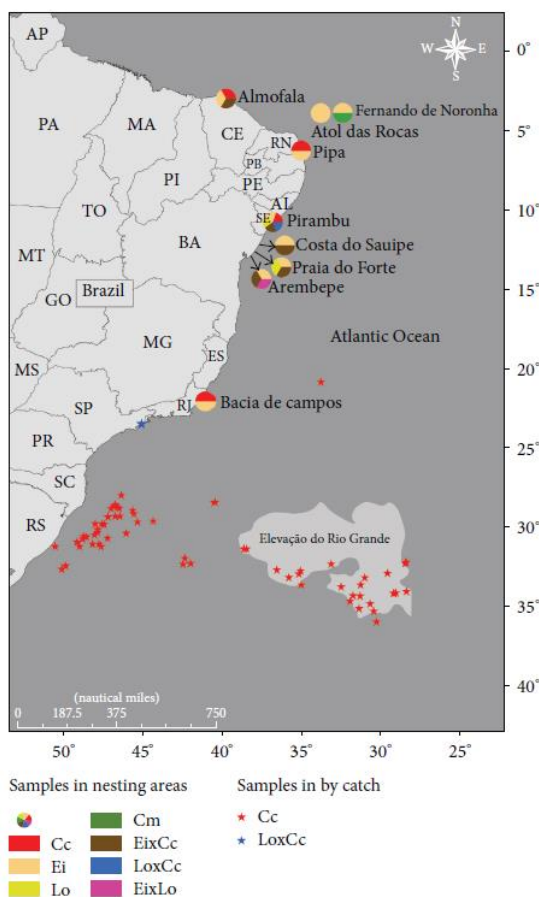 N
W E
S
AP
0°
Almofala
Fernando de Noronha
PA
MA
CE
Atol das Rocas
5°
RN
Pipa
PB
PI
PE
TO
AL
SE
Pirambu
10°
BA
Costa do Sauipe
MT
Praia do Forte
GO
Brazil
Arembepe
15°
MG
Atlantic Ocean
ES
MS
20°
SP
RJ
Bacia de campos
PR
25°
SC
RS
Elevação do Rio Grande
30°
35°
(nautical miles)
0 187.5 375 750
40°
50° 45° 40° 35° 30° 25°
Samples in nesting areas
Cc
Ei
Lo
Cm
EixCc
LoxCc
EixLo
Samples in by catch
Cc
LoxCc